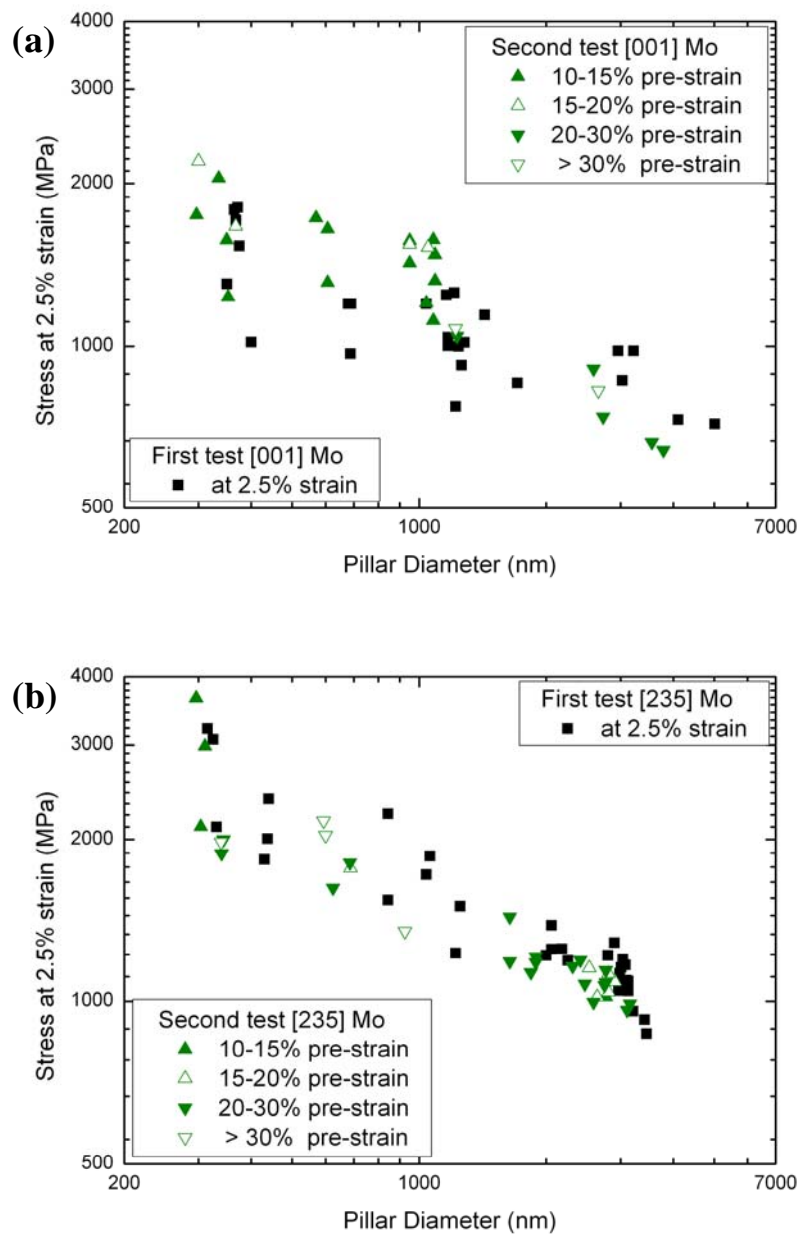 (a)
4000
3000
2000
1000
500
Stress at 2.5% strain (MPa)
Second test [001] Mo
10-15% pre-strain
15-20% pre-strain
20-30% pre-strain
> 30% pre-strain
First test [001] Mo
at 2.5% strain
200
1000
7000
Pillar Diameter (nm)
(b)
4000
3000
2000
1000
500
Stress at 2.5% strain (MPa)
First test [235] Mo
at 2.5% strain
Second test [235] Mo
10-15% pre-strain
15-20% pre-strain
20-30% pre-strain
> 30% pre-strain
200
1000
7000
Pillar Diameter (nm)